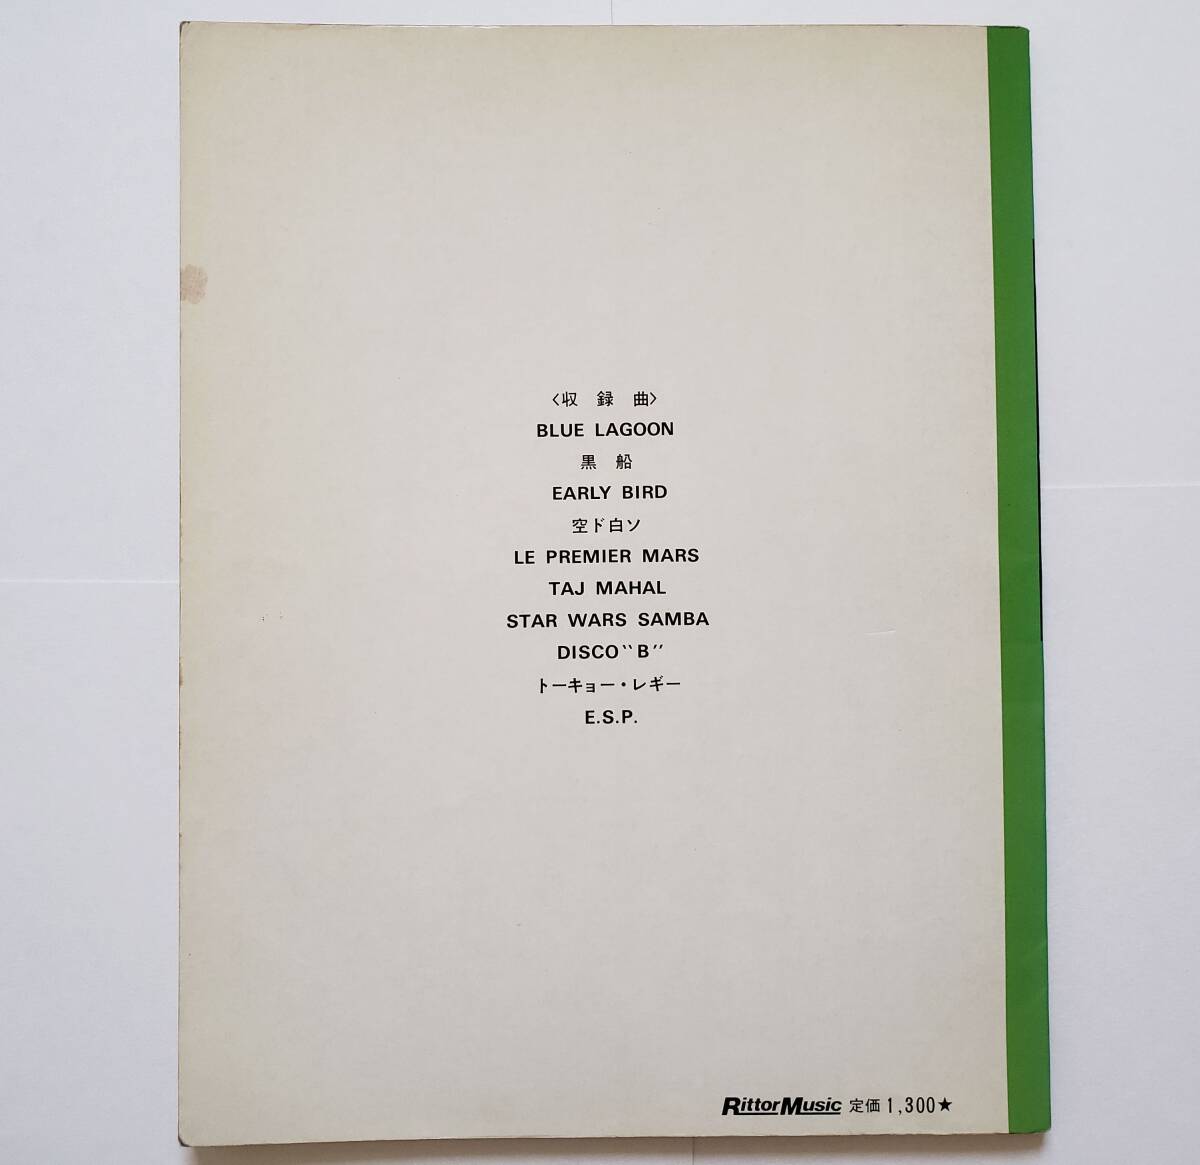 〈収 録 曲〉
BLUE LAGOON
黒 船
EARLY BIRD
空ド白ソ
LE PREMIER MARS
TAJ MAHAL
STAR WARS SAMBA
DISCO "B"
トーキョー・レギー
E.S.P.
RittorMusic 定価 1,300★